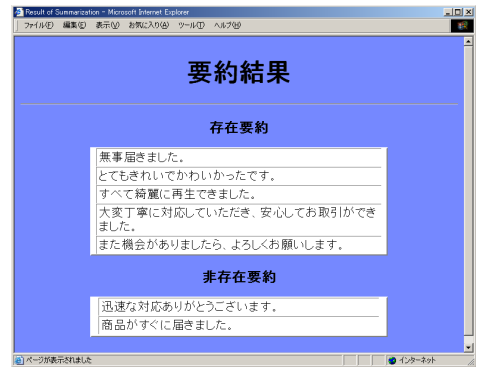 Result of Summarization - Microsoft Internet Explorer
ファイル(F) 編集(E) 表示(V) お気に入り(A) ツール(T) ヘルプ(H)
要約結果
存在要約
無事届きました。
とてもきれいでかわいかったです。
すべて綺麗に再生できました。
大変丁寧に対応していただき、安心してお取引ができ
ました。
また機会がありましたら、よろしくお願いします。
非存在要約
迅速な対応ありがとうございます。
商品がすぐに届きました。
ページが表示されました インターネット